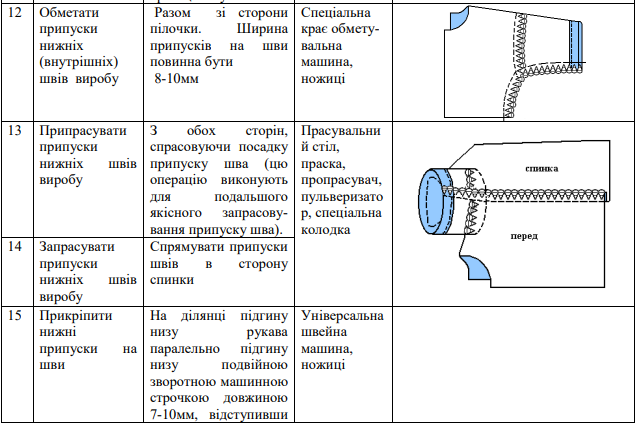 12
Обметати
припуски
нижніх
(внутрішніх)
швів виробу
Разом зі сторони
пілочки. Ширина
припусків на шви
повинна бути
8-10мм
Спеціальна
крає обмету-
вальна
машина,
ножиці
13
Припрасувати
припуски
нижніх швів
виробу
З обох сторін,
спрасовуючи посадку
припуску шва (цю
операцію виконують
для подальшого
якісного запрасову-
вання припуску шва).
Прасувальни
й стіл,
праска,
пропрасувач,
пульверизато
р, спеціальна
колодка
спинка
перед
14
Запрасувати
припуски
нижніх швів
виробу
Спрямувати припуски
швів в сторону
спинки
15
Прикріпити
нижні
припуски на
шви
На ділянці підгину
низу рукава
паралельно підгину
низу подвійною
зворотною машинною
строчкою довжиною
7-10мм, відступивши
Універсальна
швейна
машина,
ножиці